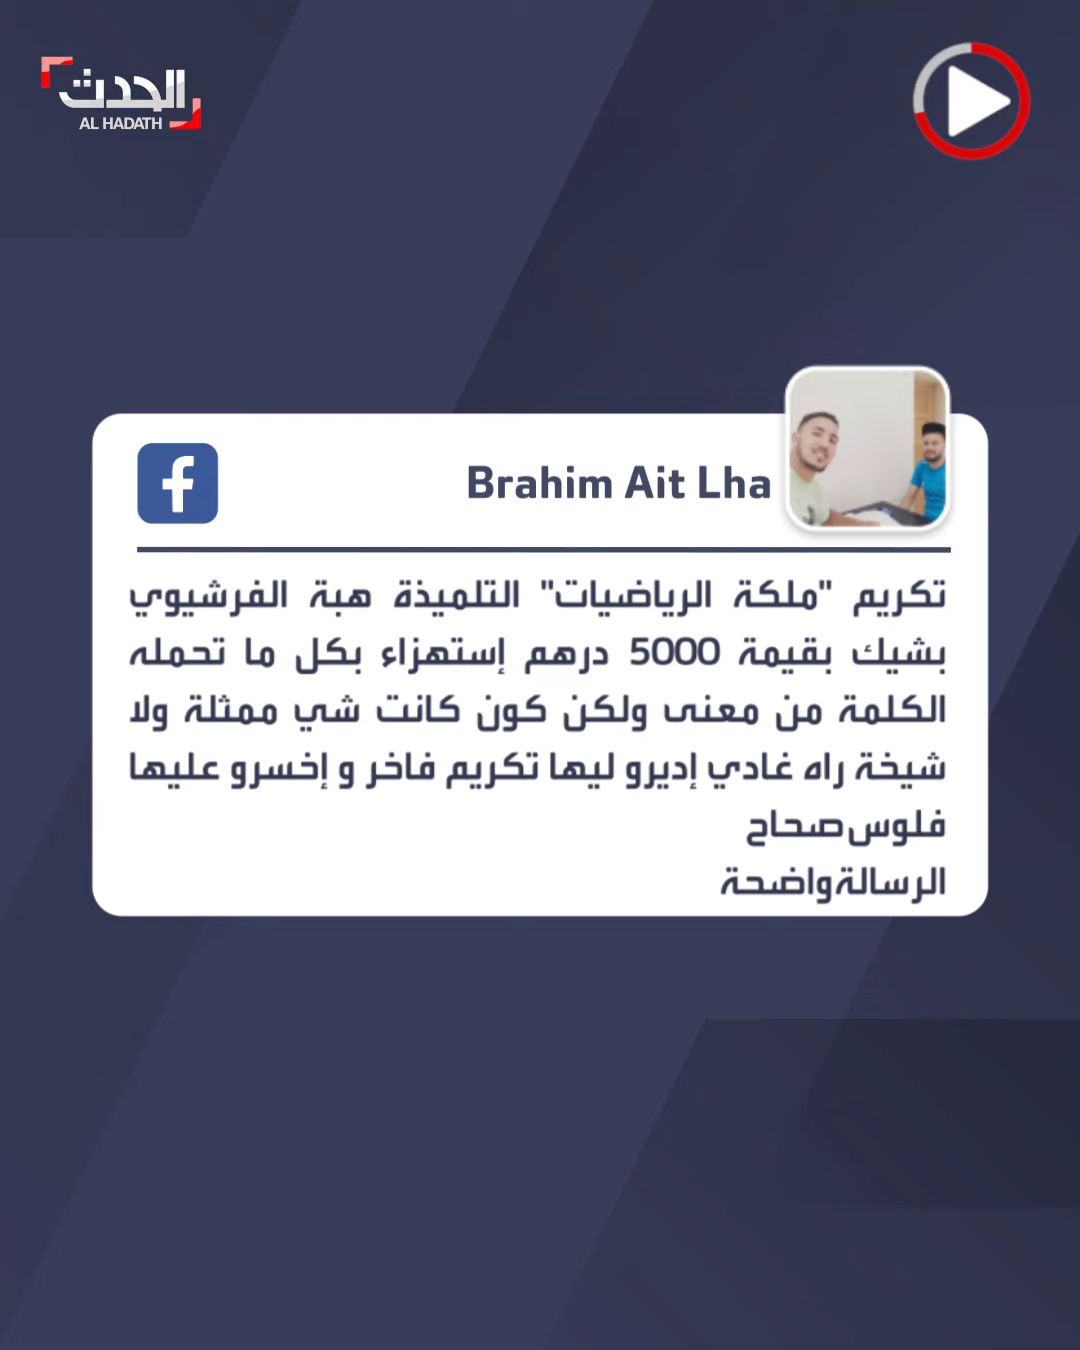 الحدث
AL HADATH
Brahim Ait Lha
تكريم "ملكة الرياضيات" التلميذة هبة الفرشيوي
بشيك بقيمة 5000 درهم إستهزاء بكل ما تحمله
الكلمة من معنى ولكن كون كانت شي ممثلة ولا
شيخة راه غادي إديرو ليها تكريم فاخر و إخسرو عليها
فلوس صحاح
الرسالة واضحة